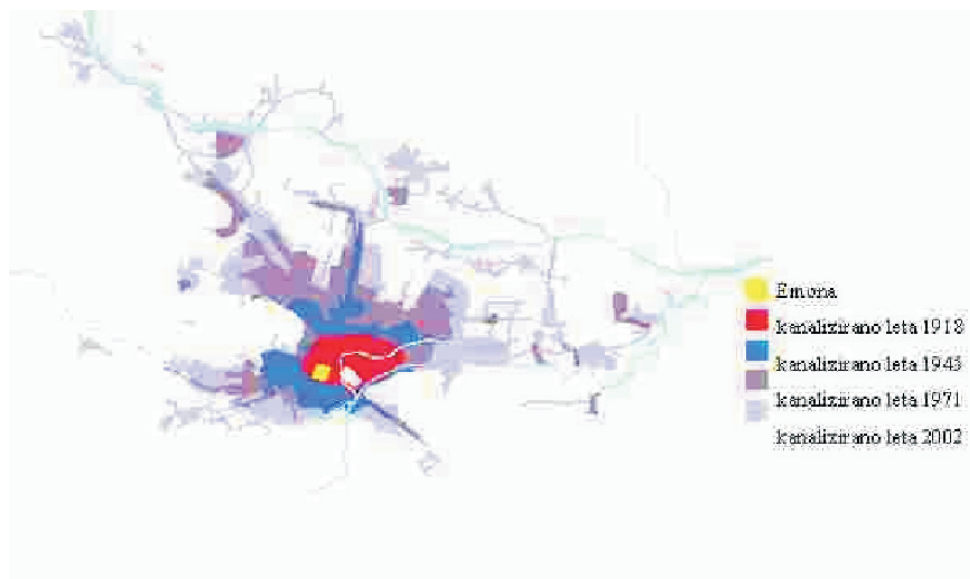 Emona
kanalizirano leta 1918
kanalizirano leta 1943
kanalizirano leta 1971
kanalizirano leta 2002